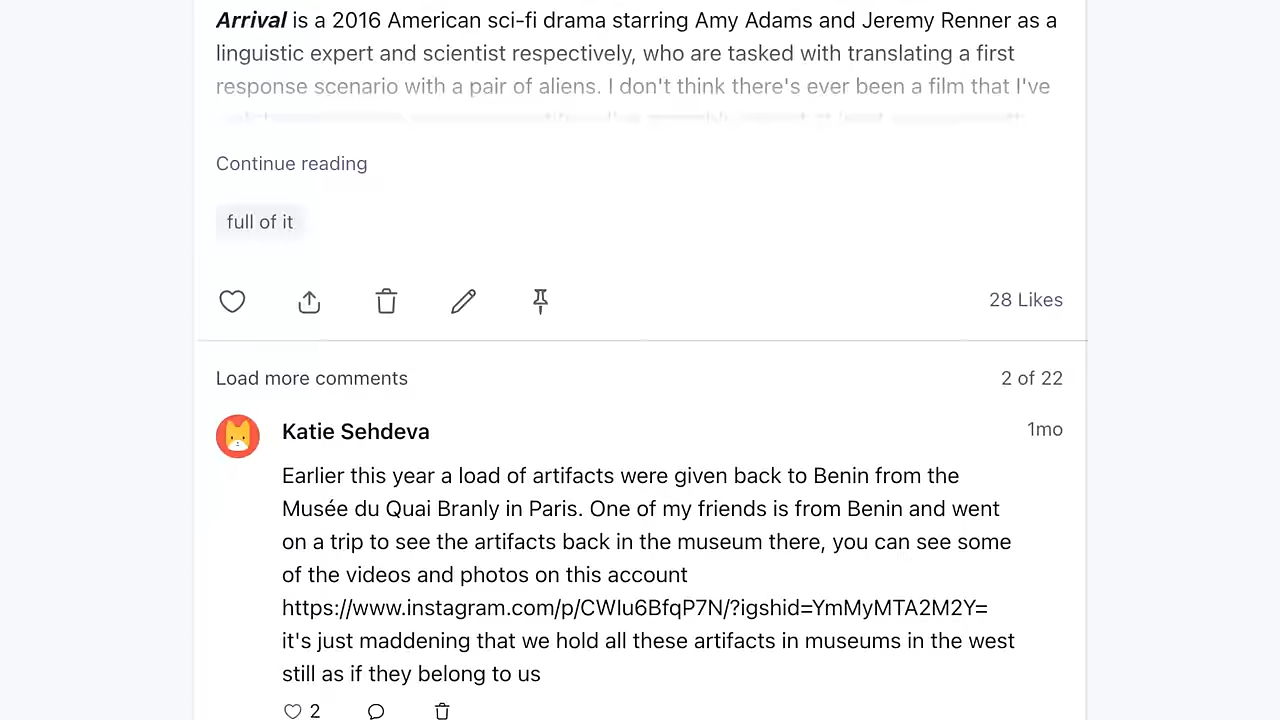 Arrival is a 2016 American sci-fi drama starring Amy Adams and Jeremy Renner as a
linguistic expert and scientist respectively, who are tasked with translating a first
response scenario with a pair of aliens. I don't think there's ever been a film that I've
Continue reading
full of it
28 Likes
Load more comments
2 of 22
Katie Sehdeva
1mo
Earlier this year a load of artifacts were given back to Benin from the
Musée du Quai Branly in Paris. One of my friends is from Benin and went
on a trip to see the artifacts back in the museum there, you can see some
of the videos and photos on this account
https://www.instagram.com/p/CWIu6BfqP7N/?igshid=YmMyMTA2M2Y=
it's just maddening that we hold all these artifacts in museums in the west
still as if they belong to us
2